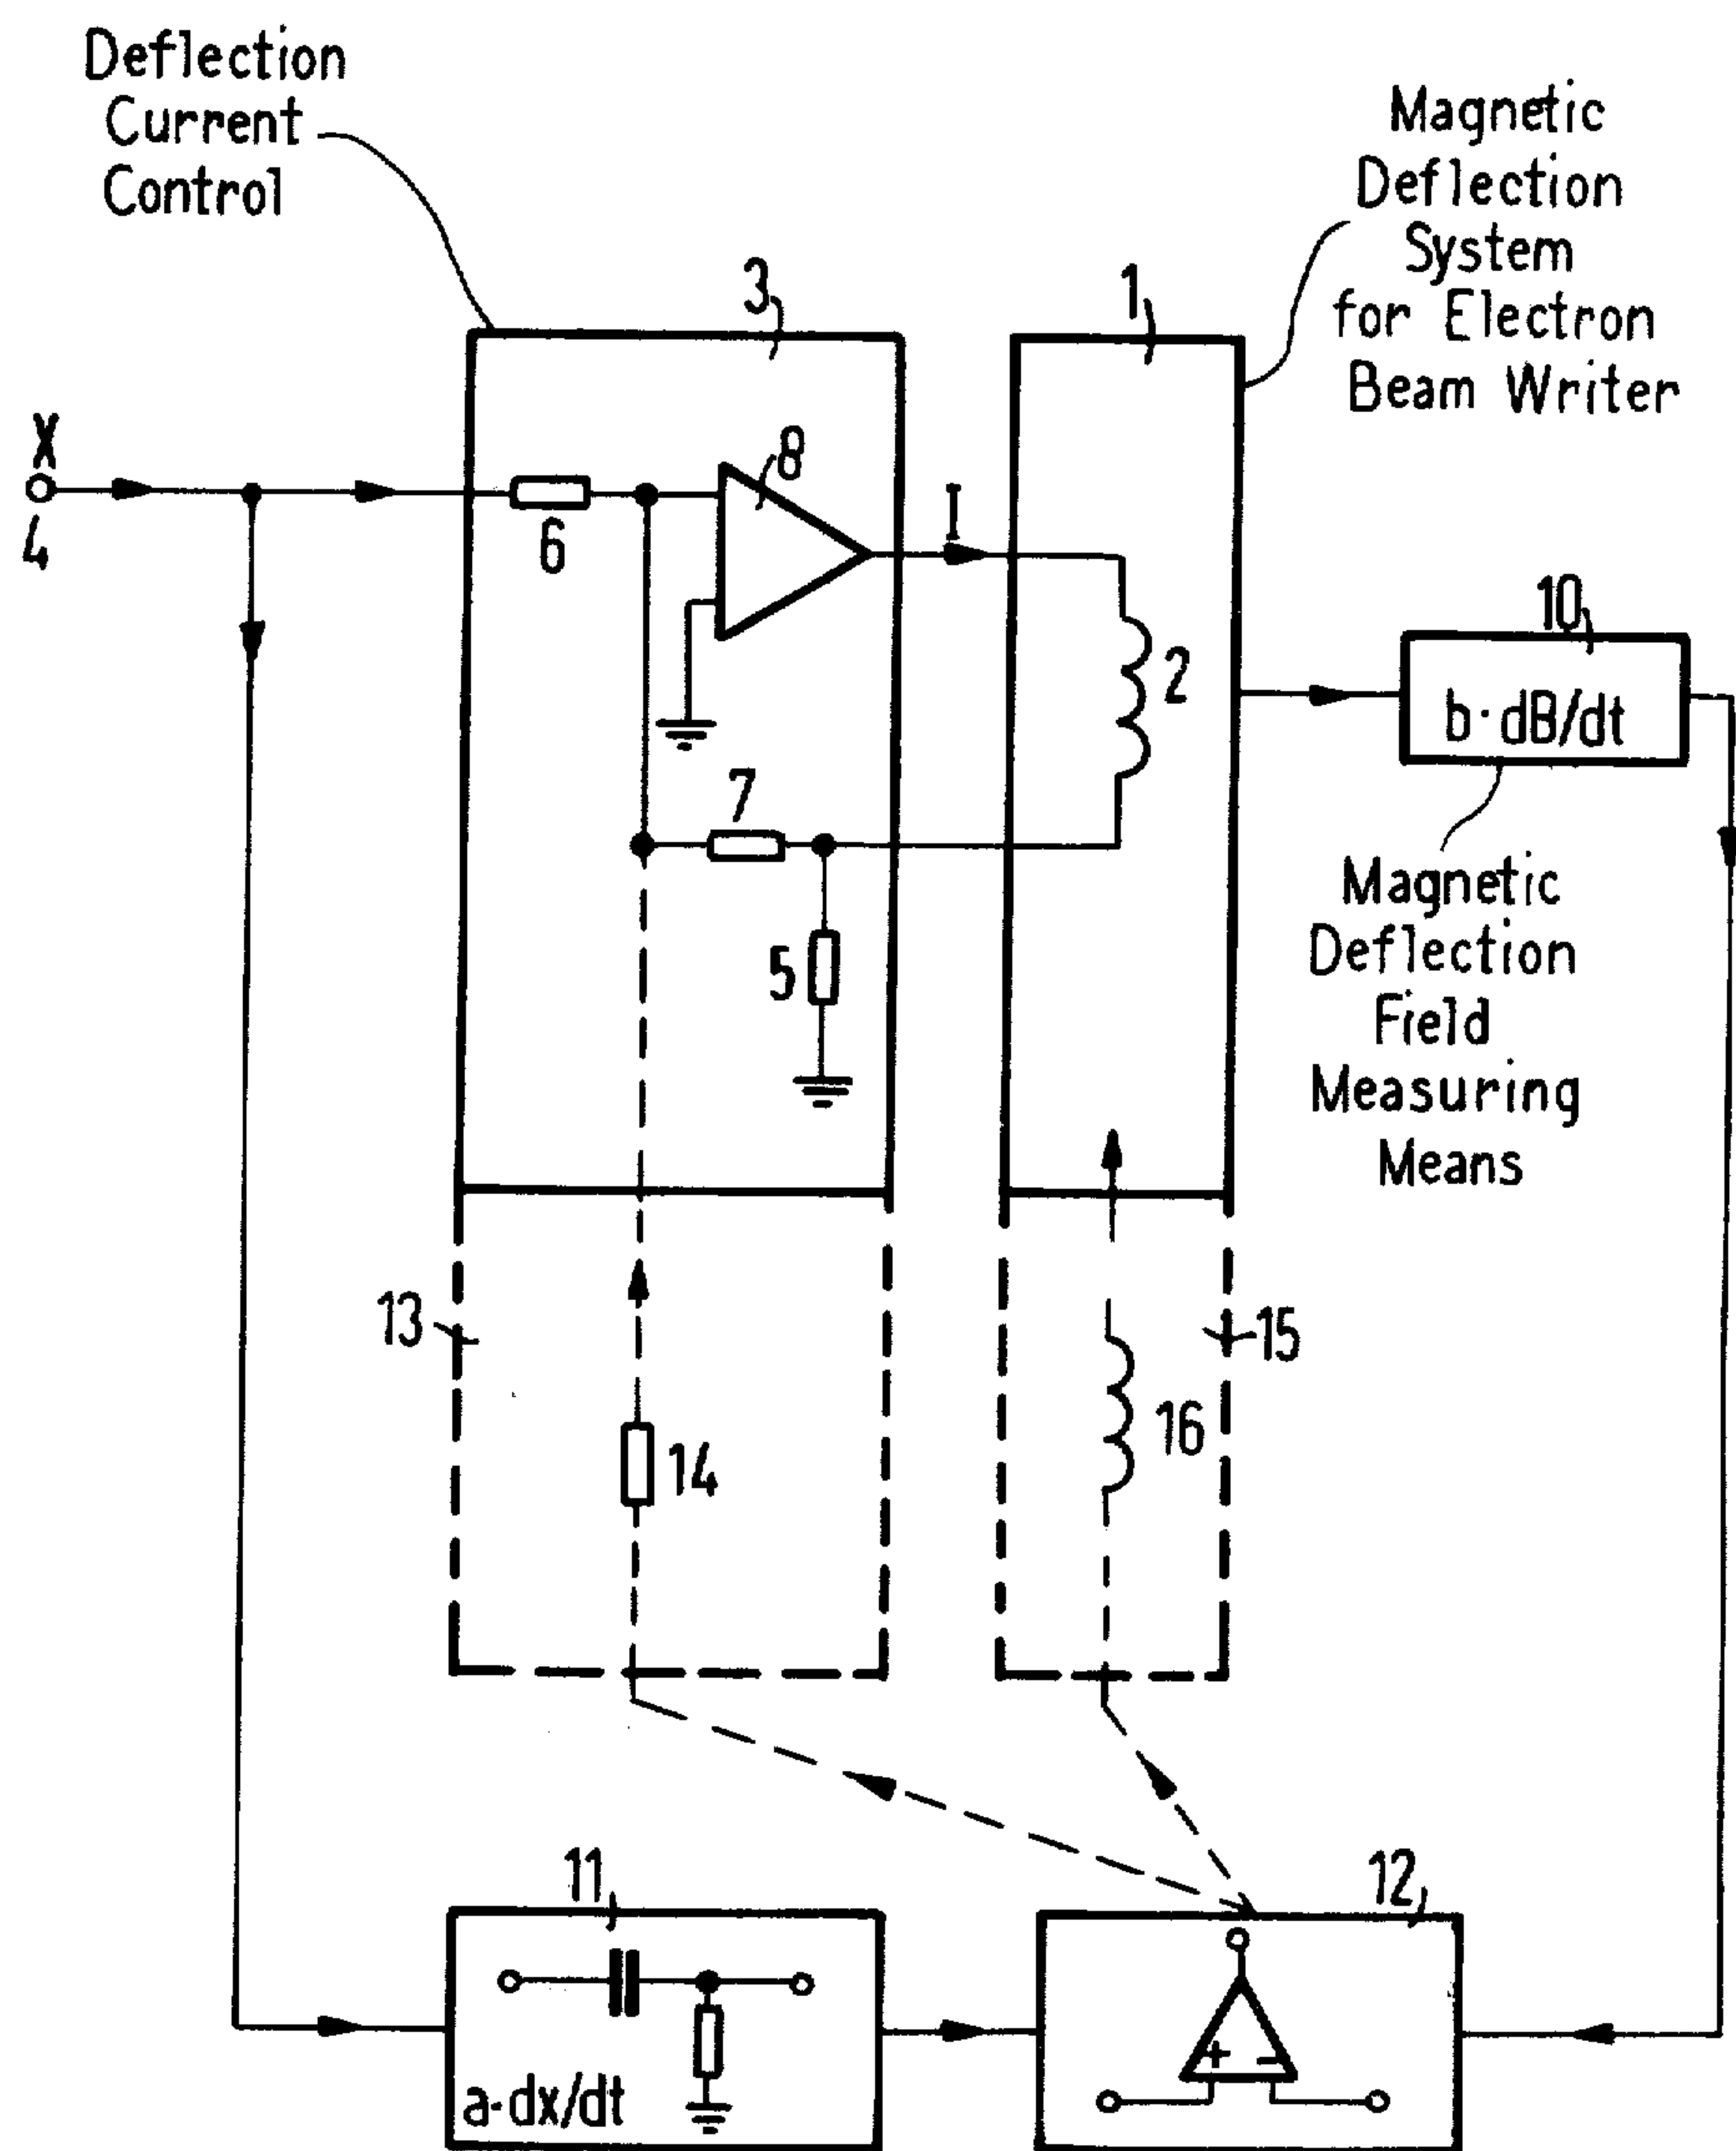 Deflection
Current
Control
Magnetic
Deflection
System
for Electron
Beam Writer
3
1
X
4
6
8
I
2
10
b·dB/dt
7
5
Magnetic
Deflection
Field
Measuring
Means
13
15
14
16
11
12
a·dx/dt
+ -